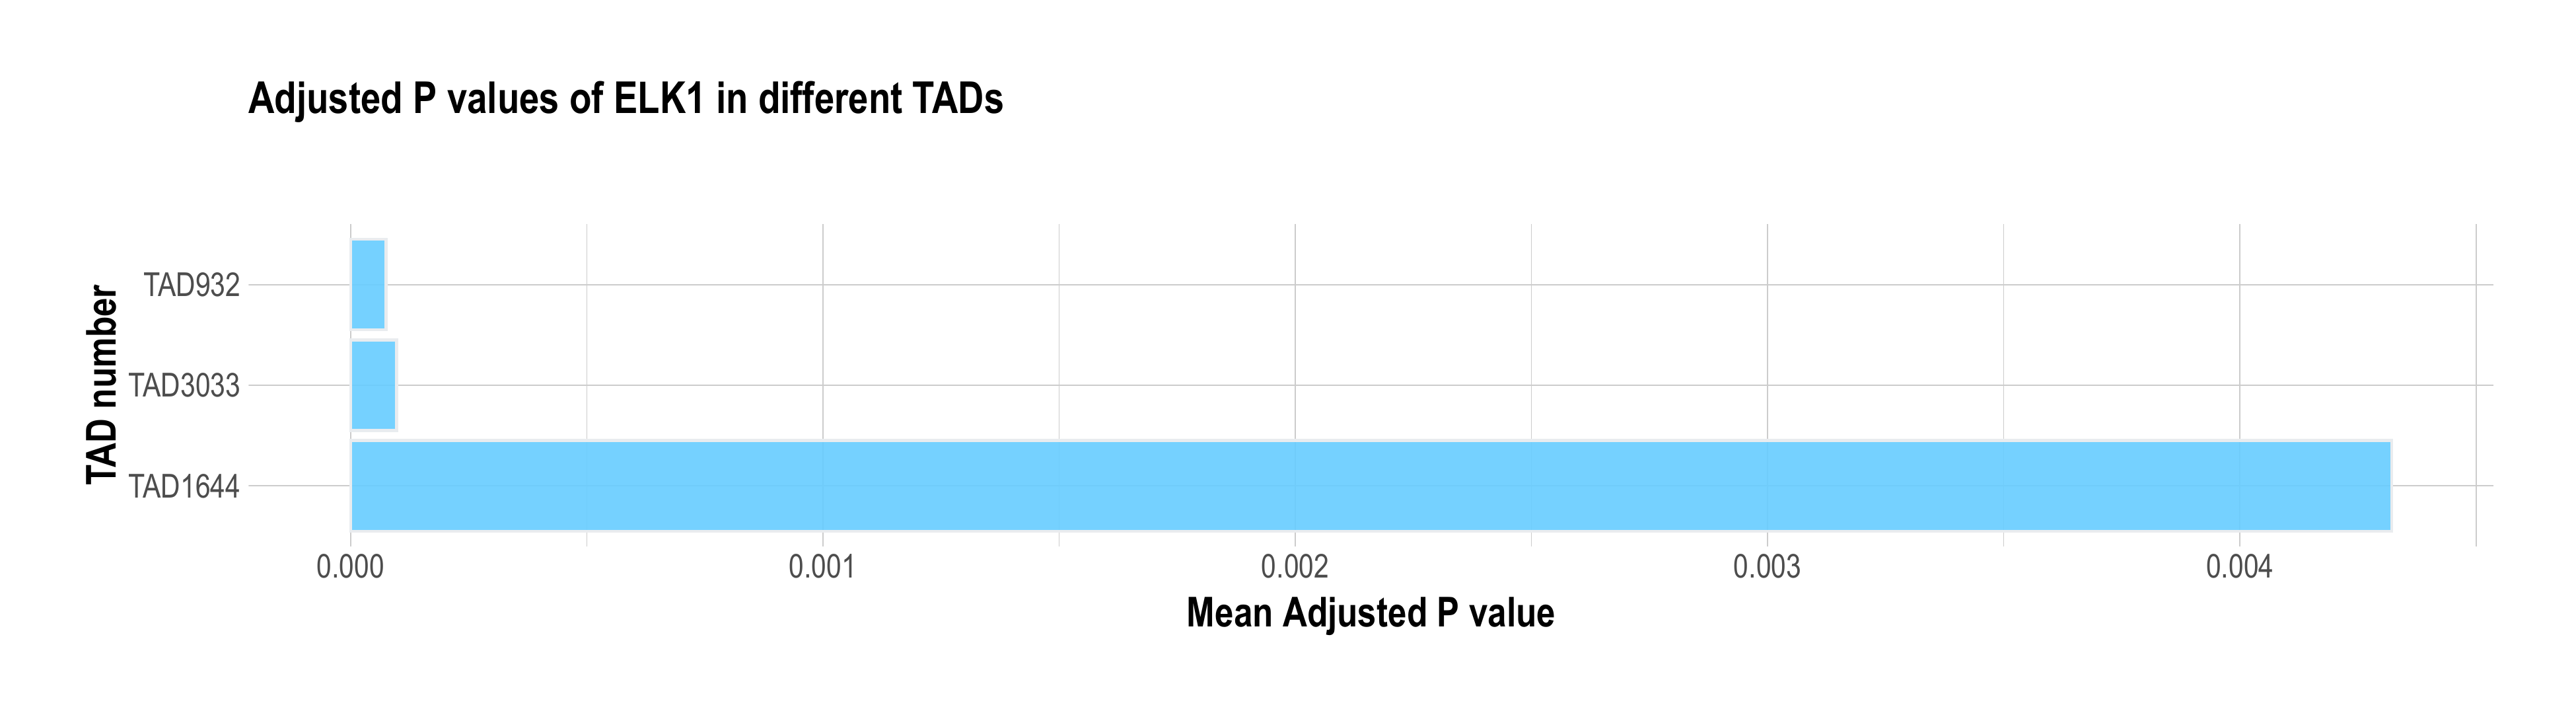 Adjusted P values of ELK1 in different TADs
TAD number
TAD932
TAD3033
TAD1644
0.000 0.001 0.002 0.003 0.004
Mean Adjusted P value